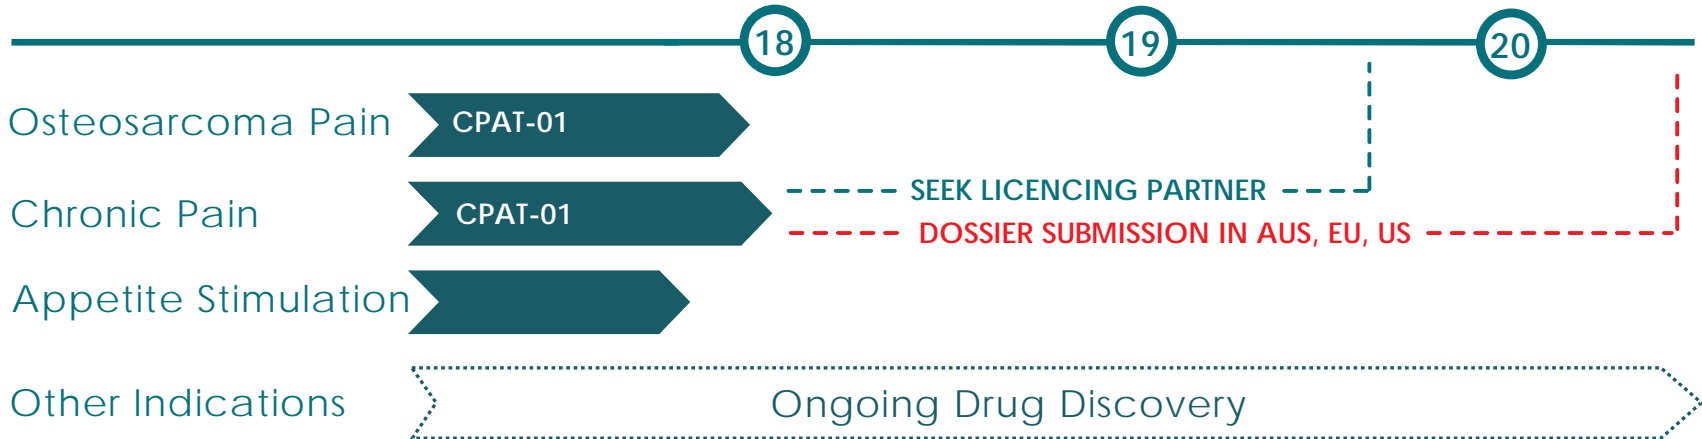 18 19 20
Osteosarcoma Pain CPAT-01
SEEK LICENCING PARTNER
Chronic Pain CPAT-01
DOSSIER SUBMISSION IN AUS, EU, US
Appetite Stimulation
Other Indications Ongoing Drug Discovery